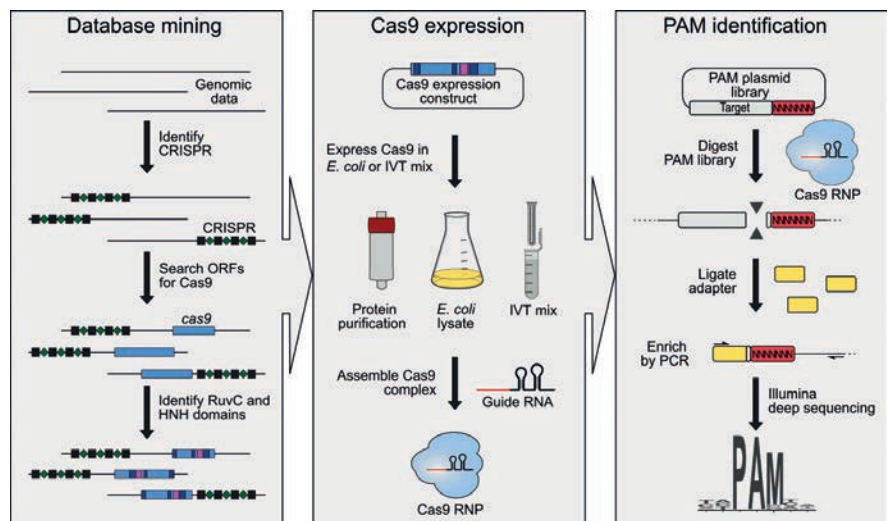 Database mining
Genomic
data
Identify
CRISPR
CRISPR
Search ORFs
for Cas9
cas9
Identify RuvC and
HNH domains
Cas9 expression
Cas9 expression
construct
Express Cas9 in
E. coli or IVT mix
Protein
purification
E. coli
lysate
IVT mix
Assemble Cas9
complex
Guide RNA
Cas9 RNP
PAM identification
PAM plasmid
library
Target
NNNNNNN
Digest
PAM library
Cas9 RNP
NNNNNNN
Ligate
adapter
Enrich
by PCR
NNNNNNN
Illumina
deep sequencing
PAM